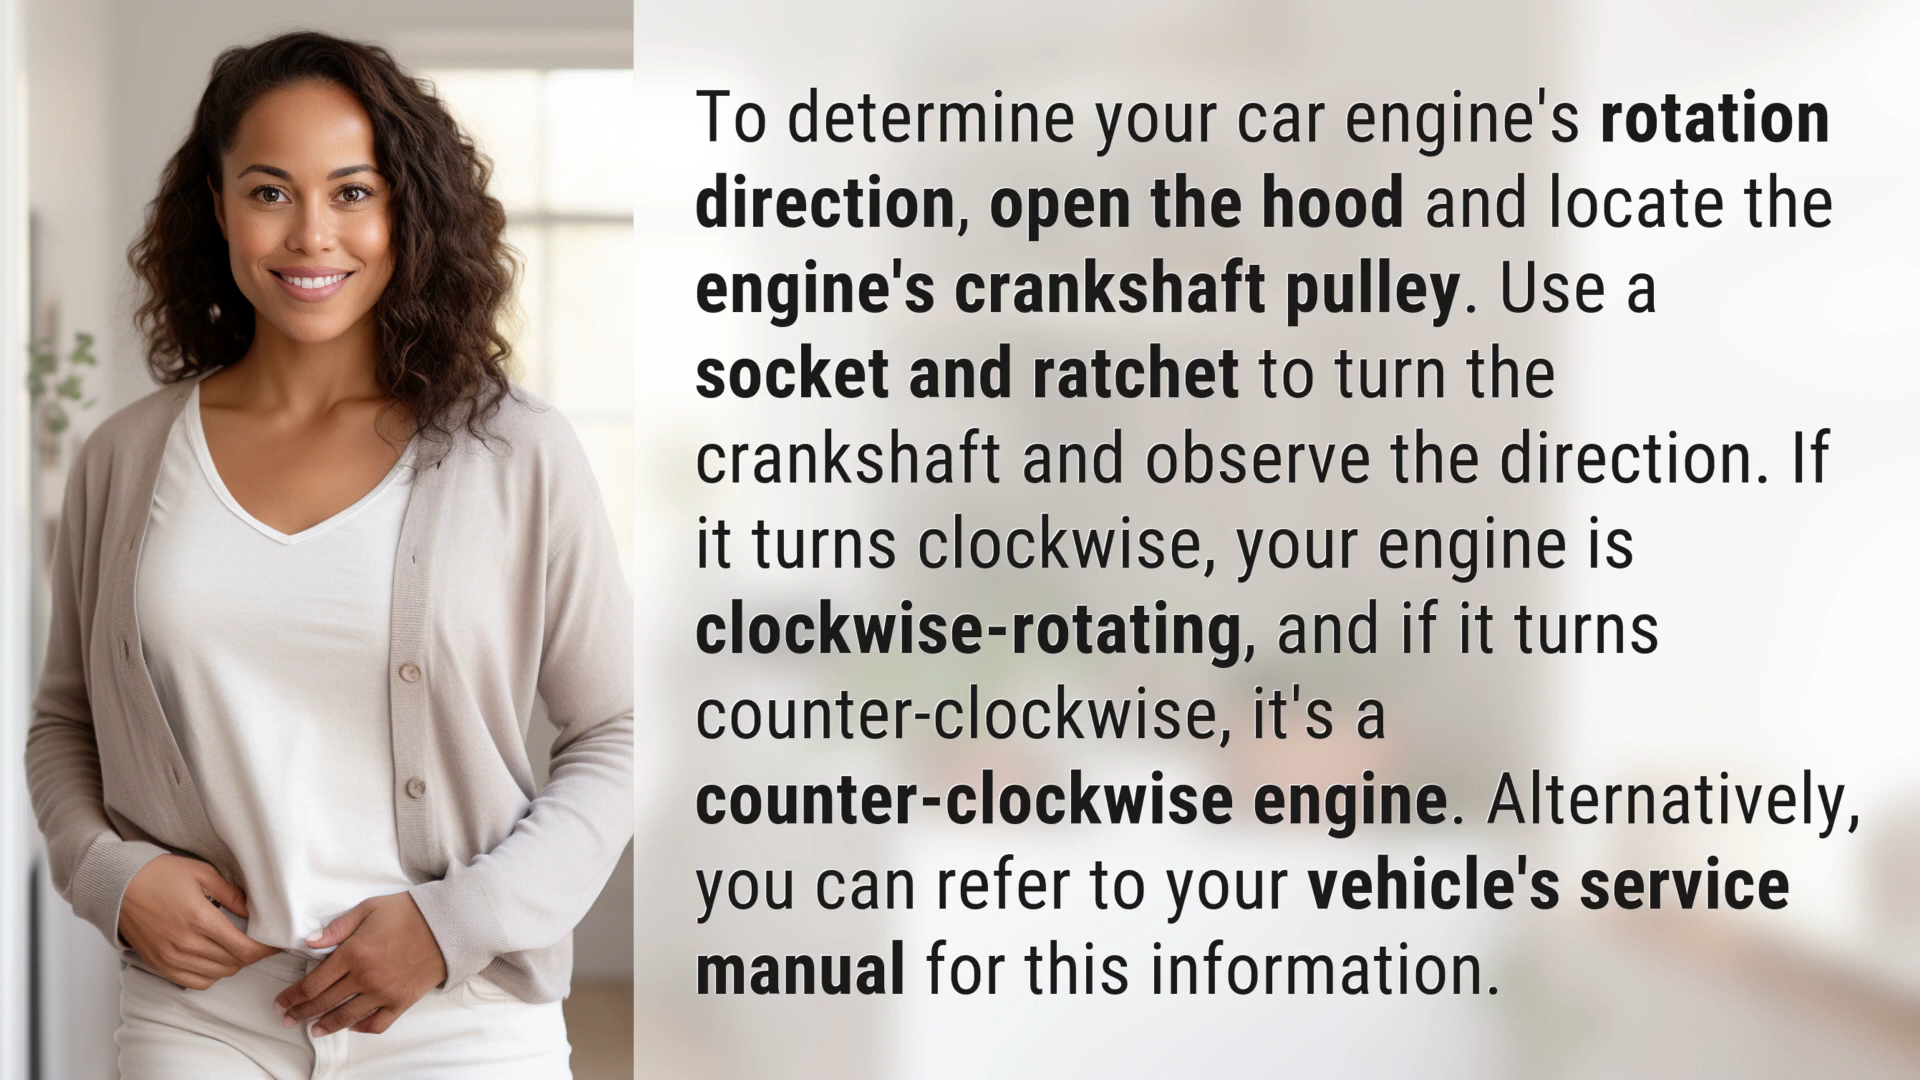 To determine your car engine's rotation
direction, open the hood and locate the
engine's crankshaft pulley. Use a
socket and ratchet to turn the
crankshaft and observe the direction. If
it turns clockwise, your engine is
clockwise-rotating, and if it turns
counter-clockwise, it's a
counter-clockwise engine. Alternatively,
you can refer to your vehicle's service
manual for this information.